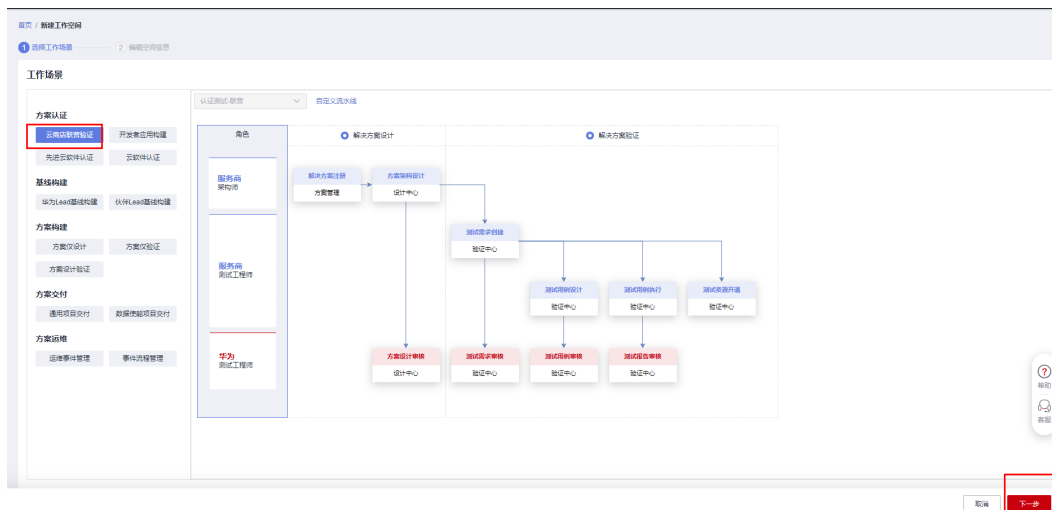 首页 / 新建工作空间
1 选择工作场景 2 编辑空间信息
工作场景
方案认证
云商店联营验证 开发者应用构建
先进云软件认证 云软件认证
基线构建
华为Lead基线构建 伙伴Lead基线构建
方案构建
方案仅设计 方案仅验证
方案设计验证
方案交付
通用项目交付 数据使能项目交付
方案运维
运维事件管理 事件流程管理
认证测试-联营 自定义流水线
角色 解决方案设计 解决方案验证
服务商
架构师
解决方案注册 方案架构设计
方案管理 设计中心
测试需求创建
验证中心
服务商
测试工程师
测试用例设计 测试用例执行 测试资源开通
验证中心 验证中心 验证中心
华为
测试工程师
方案设计审核 测试需求审核 测试用例审核 测试报告审核
设计中心 验证中心 验证中心 验证中心
?
帮助
客服
取消 下一步